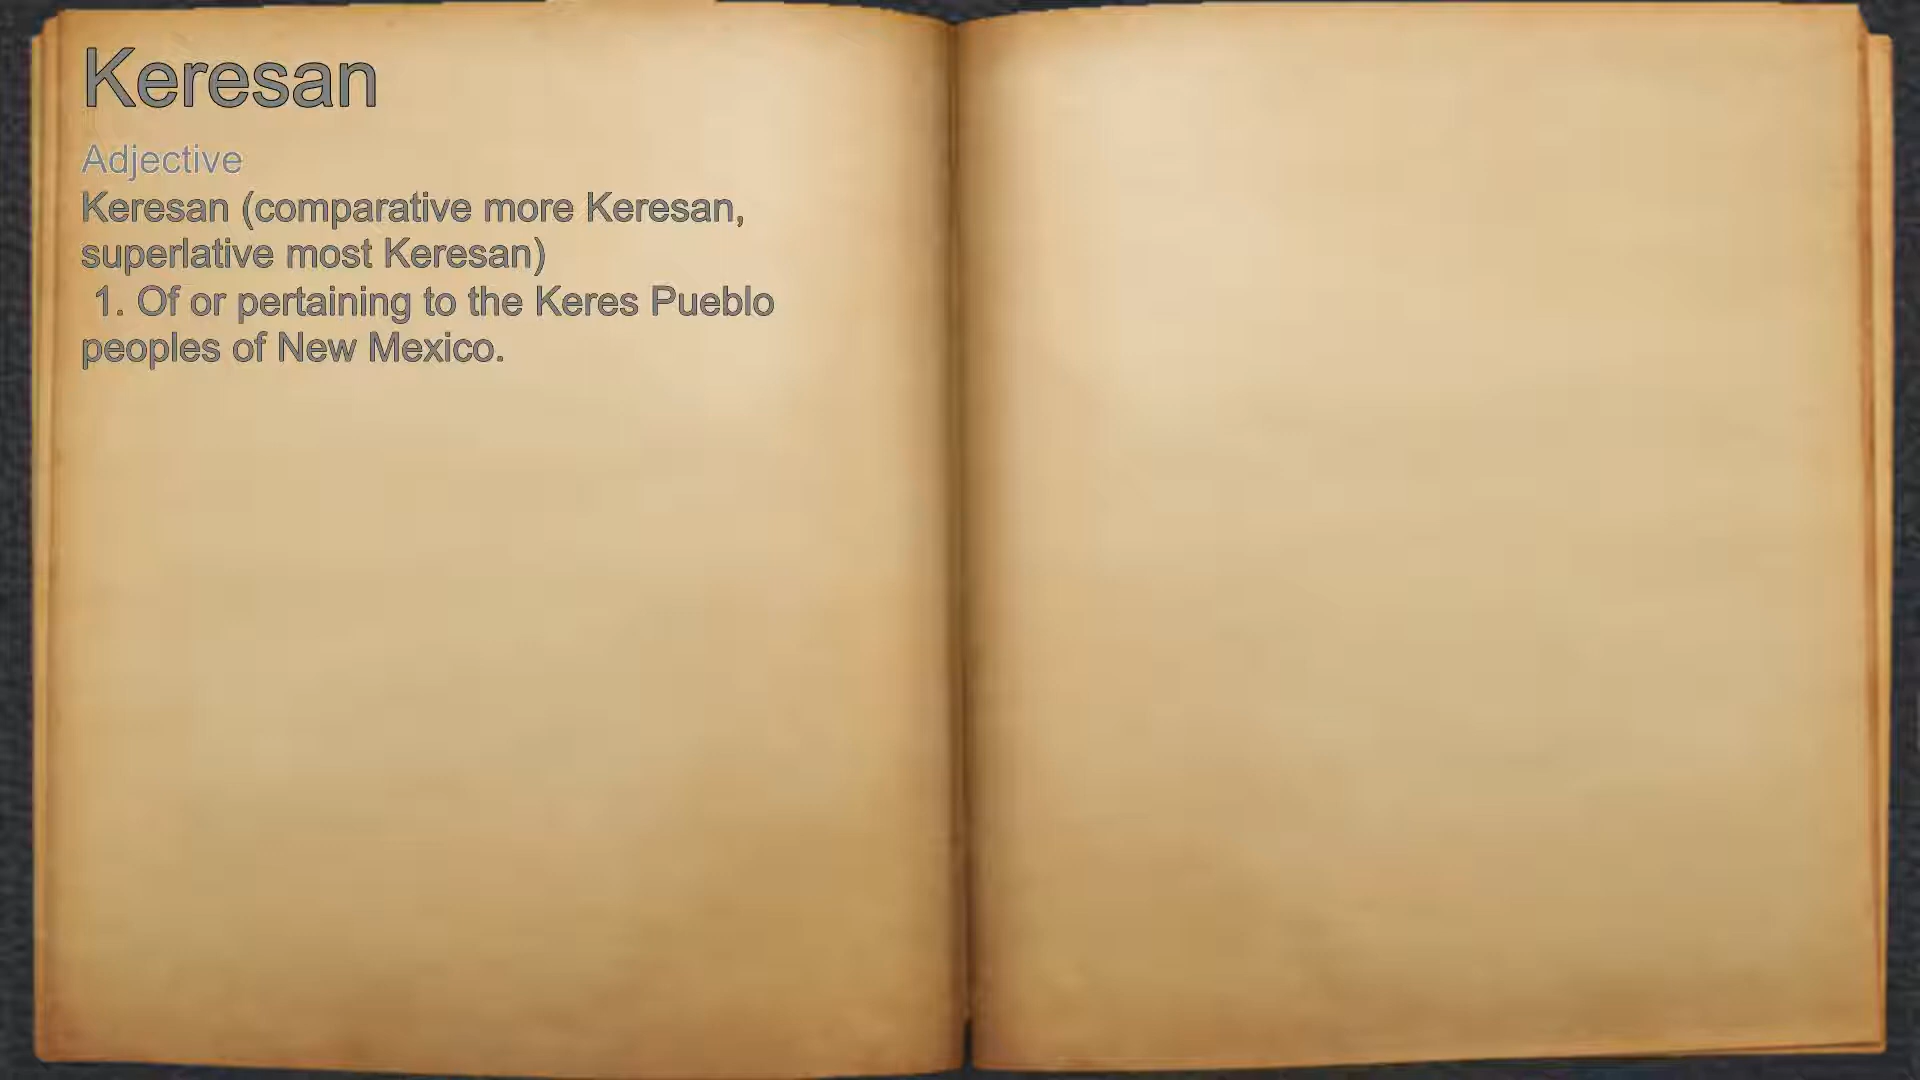 Keresan
Adjective
Keresan (comparative more Keresan,
superlative most Keresan)
1. Of or pertaining to the Keres Pueblo
peoples of New Mexico.